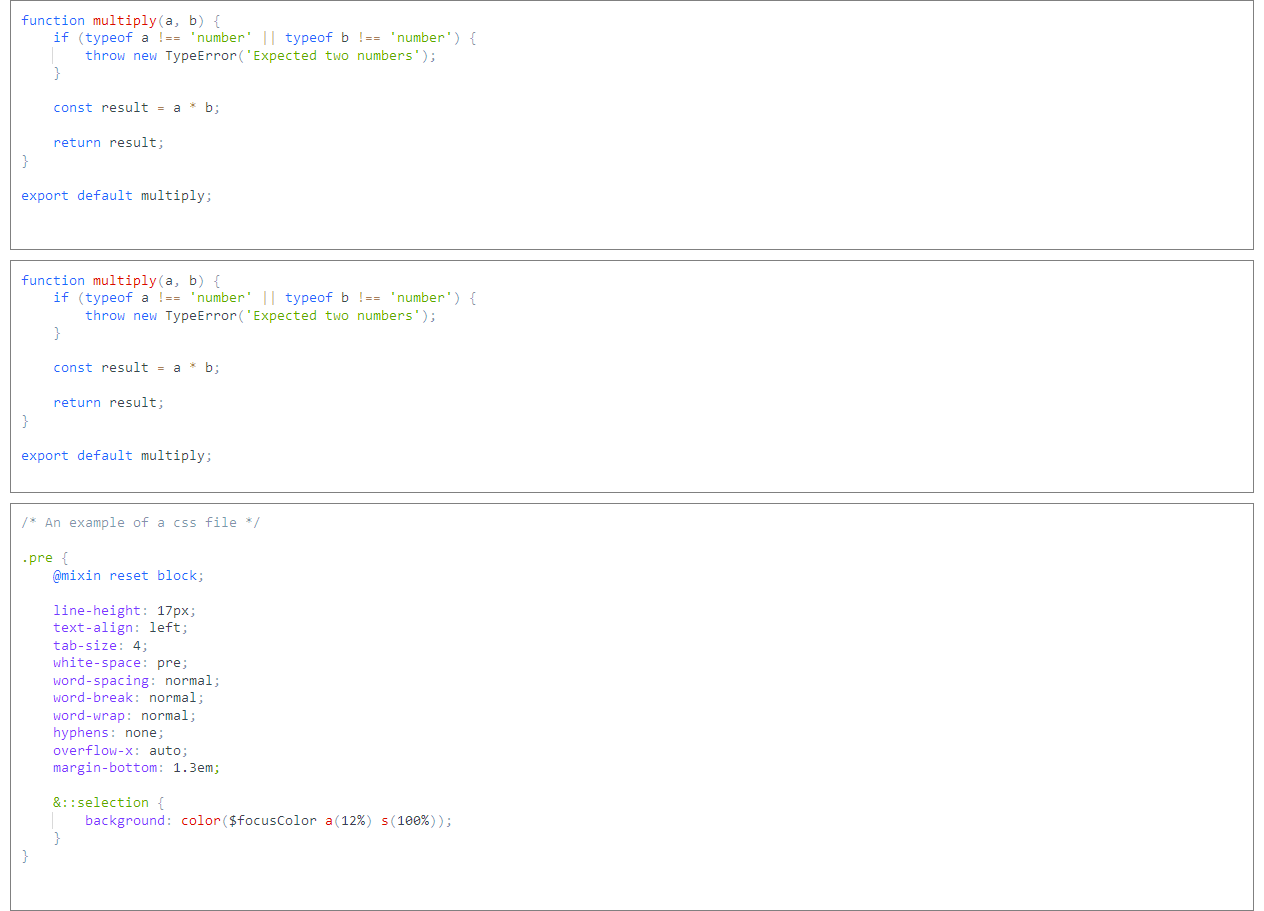 function multiply(a, b) {
    if (typeof a !== 'number' || typeof b !== 'number') {
        throw new TypeError('Expected two numbers');
    }
    const result = a * b;
    return result;
}
export default multiply;
function multiply(a, b) {
    if (typeof a !== 'number' || typeof b !== 'number') {
        throw new TypeError('Expected two numbers');
    }
    const result = a * b;
    return result;
}
export default multiply;
/* An example of a css file */
.pre {
    @mixin reset block;
    line-height: 17px;
    text-align: left;
    tab-size: 4;
    white-space: pre;
    word-spacing: normal;
    word-break: normal;
    word-wrap: normal;
    hyphens: none;
    overflow-x: auto;
    margin-bottom: 1.3em;
    &::selection {
        background: color($focusColor a(12%) s(100%));
    }
}